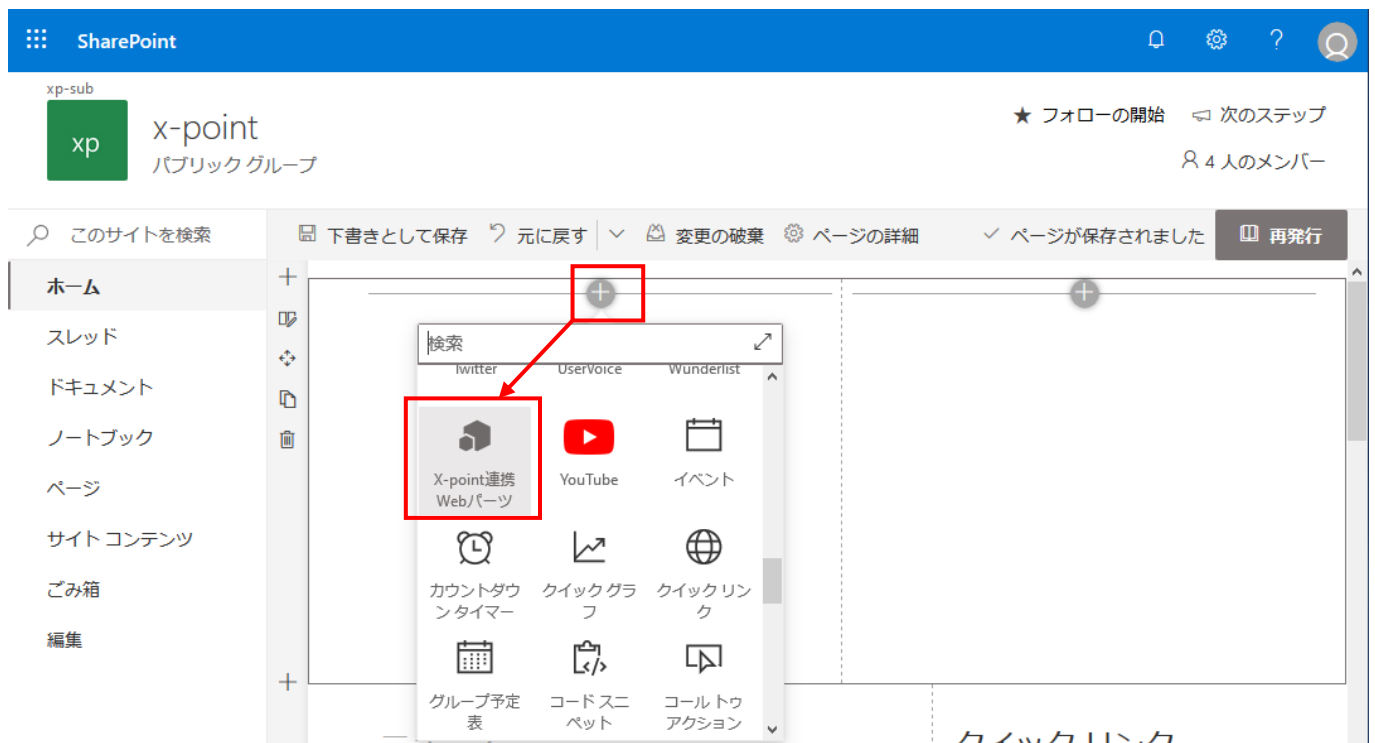 SharePoint
xp-sub
xp
x-point
パブリック グループ
フォローの開始
次のステップ
4 人のメンバー
このサイトを検索
下書きとして保存
元に戻す
変更の破棄
ページの詳細
ページが保存されました
再発行
ホーム
スレッド
ドキュメント
ノートブック
ページ
サイト コンテンツ
ごみ箱
編集
検索
Twitter
UserVoice
Wunderlist
X-point連携
Webパーツ
YouTube
イベント
カウントダウ
ン タイマー
クイック グラ
フ
クイック リン
ク
グループ予定
表
コード スニ
ペット
コール トゥ
アクション
クイック リンク